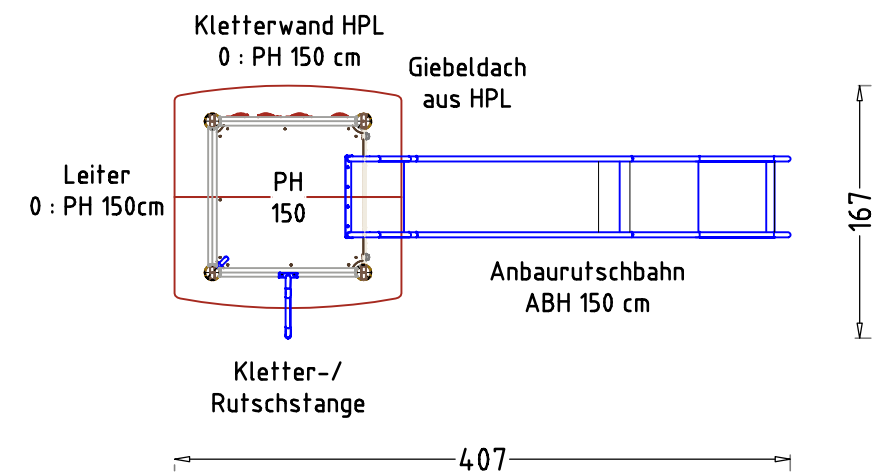 Kletterwand HPL
0 : PH 150 cm
Giebeldach
aus HPL
Leiter
0 : PH 150cm
PH
150
167
Anbaurutschbahn
ABH 150 cm
Kletter-/
Rutschstange
407